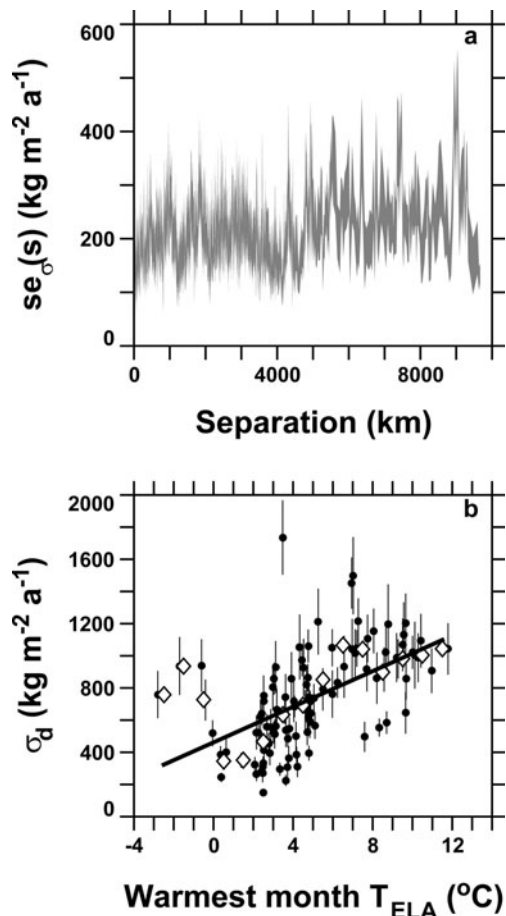 a
600
400
200
0
se_σ(s) (kg m⁻² a⁻¹)
0 4000 8000
Separation (km)
b
2000
1600
1200
800
400
0
σ_d (kg m⁻² a⁻¹)
-4 0 4 8 12
Warmest month T_ELA (°C)